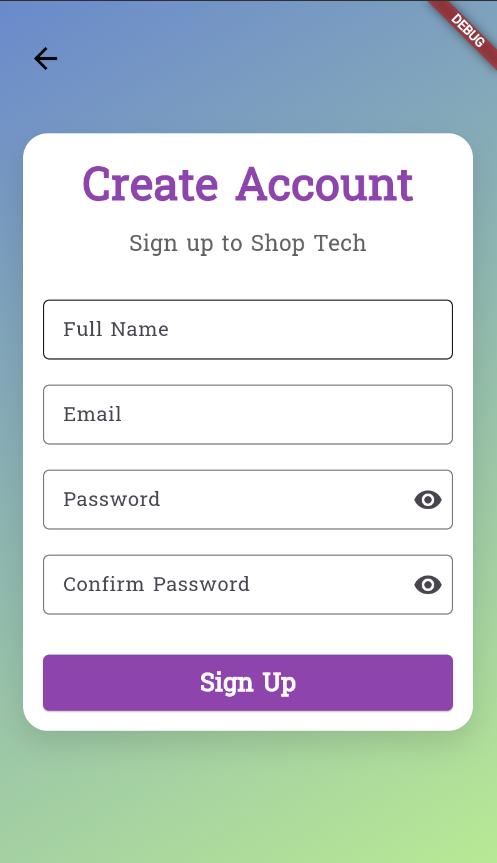 DEBUG
Create Account
Sign up to Shop Tech
Full Name
Email
Password
Confirm Password
Sign Up